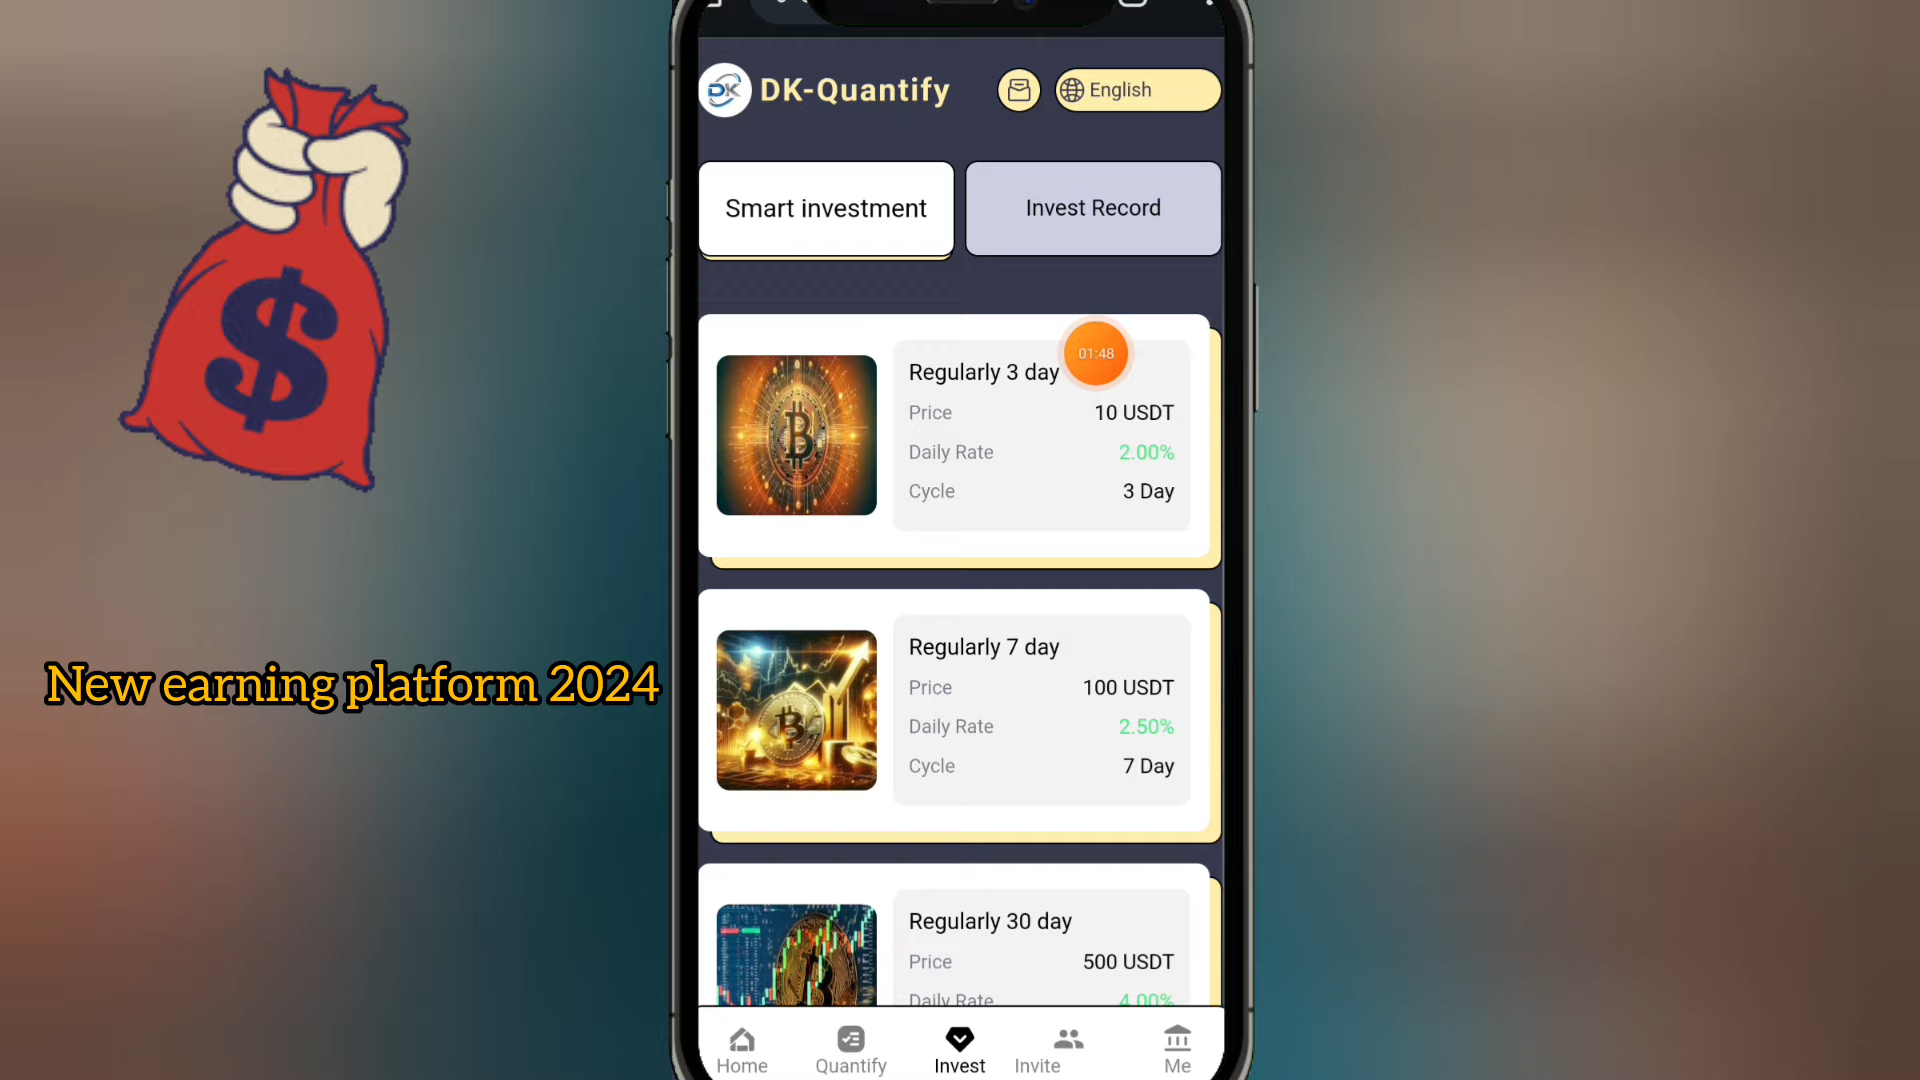 DK DK-Quantify English
Smart investment Invest Record
01:48
Regularly 3 day
Price 10 USDT
Daily Rate 2.00%
Cycle 3 Day
Regularly 7 day
Price 100 USDT
Daily Rate 2.50%
Cycle 7 Day
Regularly 30 day
Price 500 USDT
Daily Rate 4.00%
Home Quantify Invest Invite Me
$
New earning platform 2024